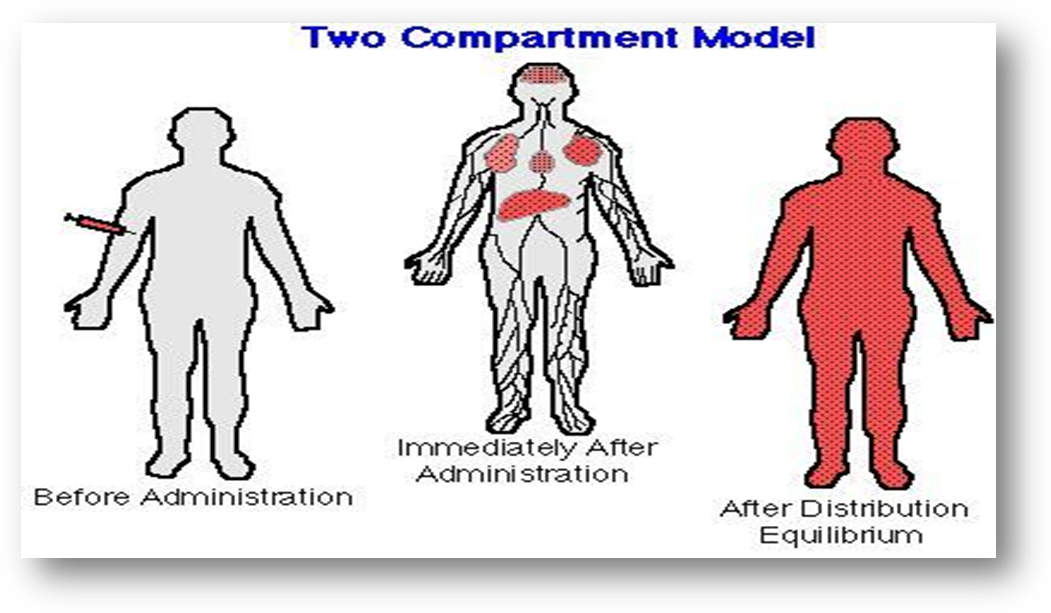 Two Compartment Model
Before Administration
Immediately After
Administration
After Distribution
Equilibrium